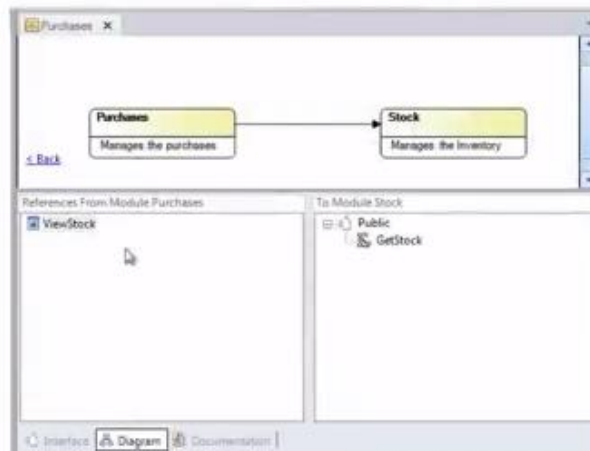 Purchases
Purchases
Stock
Manages the purchases
Manages the Inventory
< Back
References From Module Purchases
To Module Stock
ViewStock
Public
GetStock
Interface Diagram Documentation